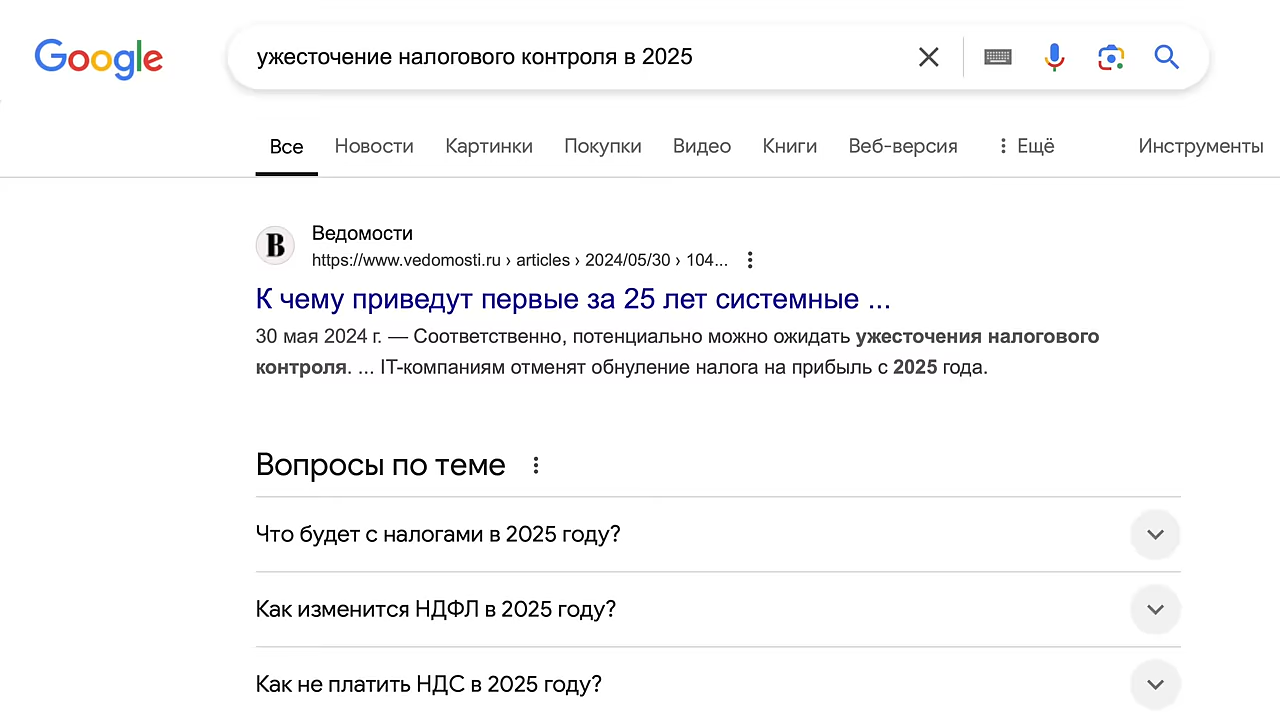 Google
ужесточение налогового контроля в 2025
Все Новости Картинки Покупки Видео Книги Веб-версия Ещё Инструменты
В
Ведомости
https://www.vedomosti.ru › articles › 2024/05/30 › 104...
К чему приведут первые за 25 лет системные ...
30 мая 2024 г. — Соответственно, потенциально можно ожидать ужесточения налогового
контроля. ... IT-компаниям отменят обнуление налога на прибыль с 2025 года.
Вопросы по теме
Что будет с налогами в 2025 году?
Как изменится НДФЛ в 2025 году?
Как не платить НДС в 2025 году?